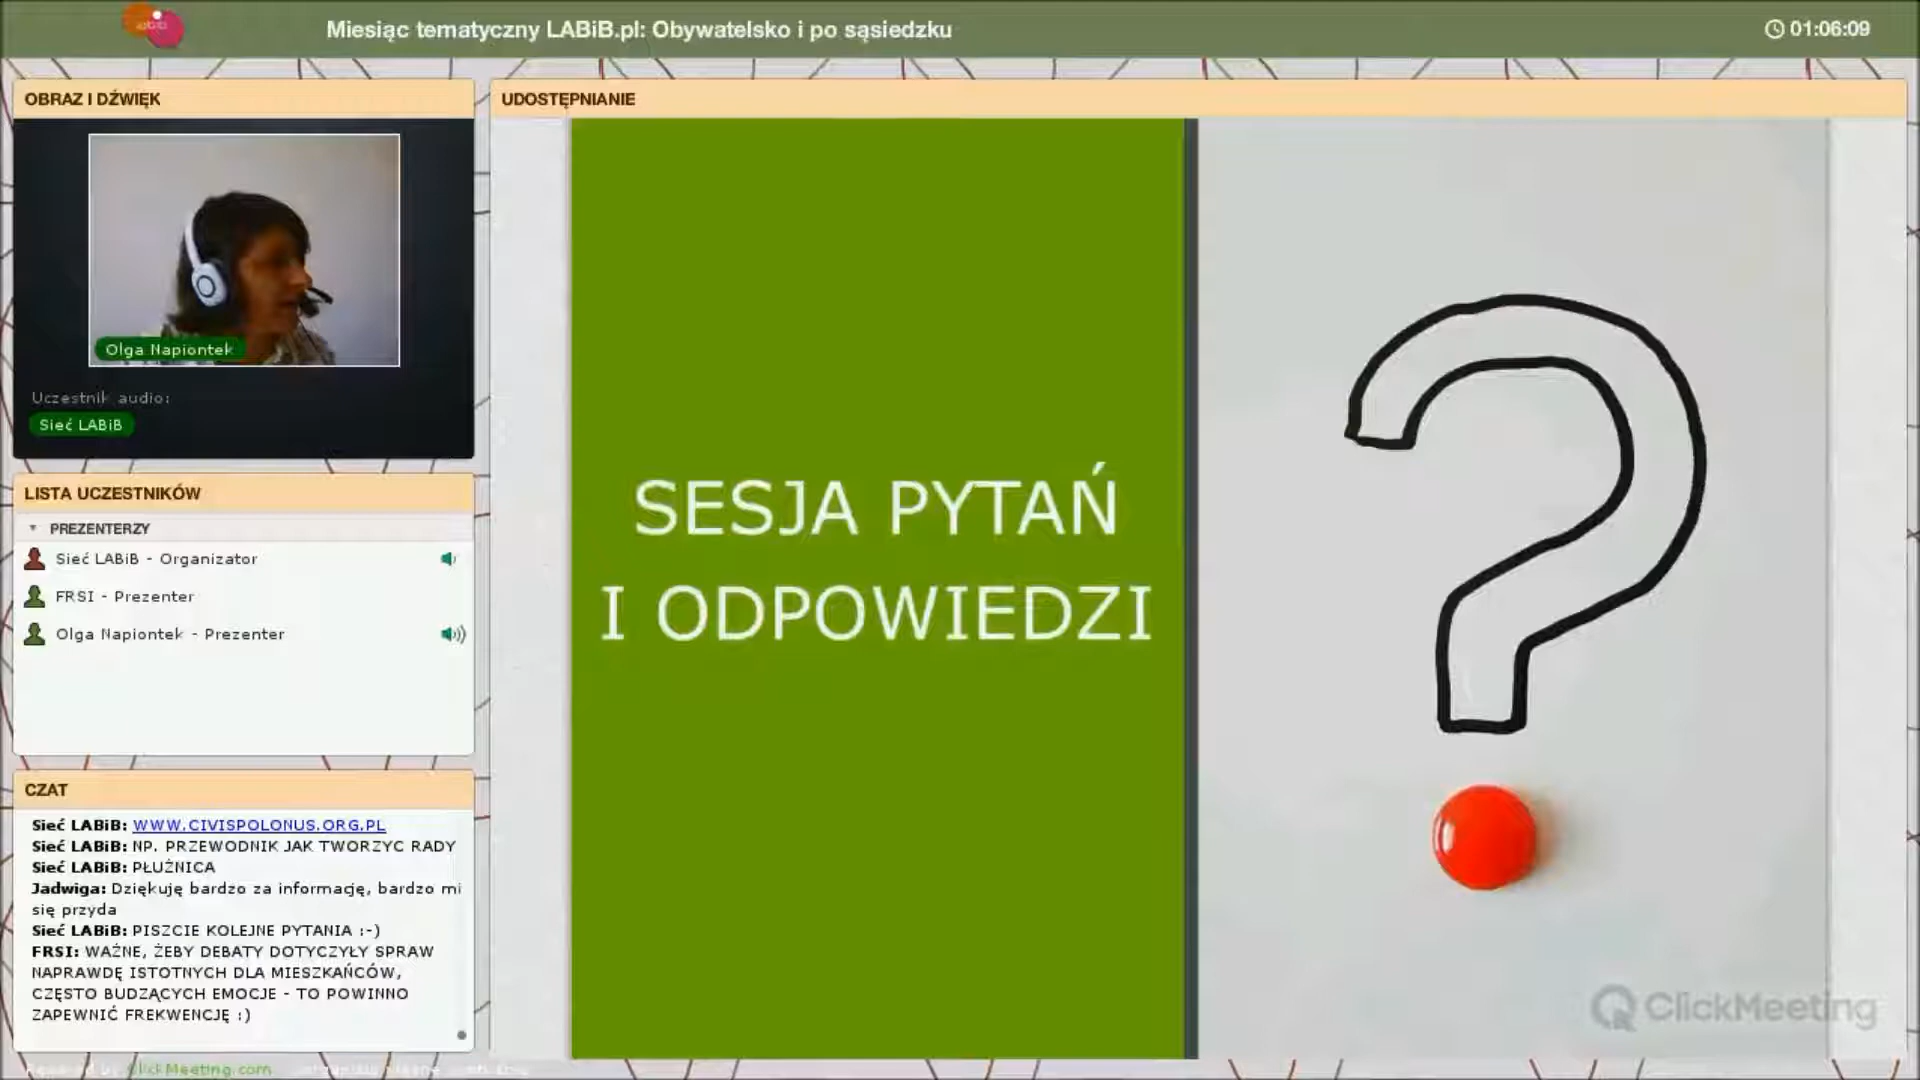 Miesiąc tematyczny LABiB.pl: Obywatelsko i po sąsiedzku
01:06:09
OBRAZ I DŹWIĘK
Olga Napiontek
Uczestnik audio:
Sieć LABiB
LISTA UCZESTNIKÓW
PREZENTERZY
Sieć LABiB - Organizator
FRSI - Prezenter
Olga Napiontek - Prezenter
CZAT
Sieć LABiB: WWW.CIVISPOLONUS.ORG.PL
Sieć LABiB: NP. PRZEWODNIK JAK TWORZYC RADY
Sieć LABiB: PŁUŻNICA
Jadwiga: Dziękuję bardzo za informację, bardzo mi
się przyda
Sieć LABiB: PISZCIE KOLEJNE PYTANIA :-)
FRSI: WAŻNE, ŻEBY DEBATY DOTYCZYŁY SPRAW
NAPRAWDĘ ISTOTNYCH DLA MIESZKAŃCÓW,
CZĘSTO BUDZĄCYCH EMOCJE - TO POWINNO
ZAPEWNIĆ FREKWENCJĘ :)
Powered by ClickMeeting.com
UDOSTĘPNIANIE
SESJA PYTAŃ
I ODPOWIEDZI
ClickMeeting